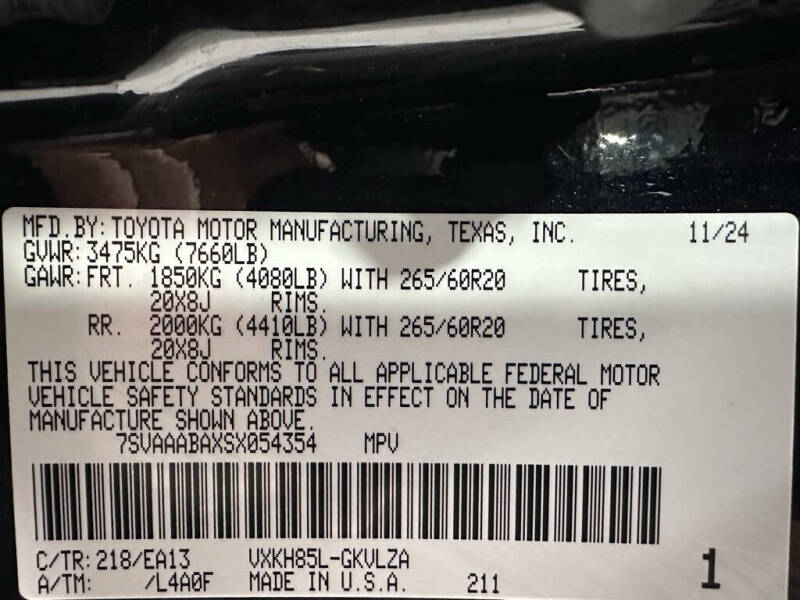 MFD.BY: TOYOTA MOTOR MANUFACTURING, TEXAS, INC. 11/24
GVWR: 3475KG (7660LB)
GAWR: FRT. 1850KG (4080LB) WITH 265/60R20 TIRES,
20X8J RIMS.
RR. 2000KG (4410LB) WITH 265/60R20 TIRES,
20X8J RIMS.
THIS VEHICLE CONFORMS TO ALL APPLICABLE FEDERAL MOTOR
VEHICLE SAFETY STANDARDS IN EFFECT ON THE DATE OF
MANUFACTURE SHOWN ABOVE.
7SVAAABAXSX054354 MPV
C/TR: 218/EA13 VXKH85L-GKVLZA
A/TM: /L4A0F MADE IN U.S.A. 211 1